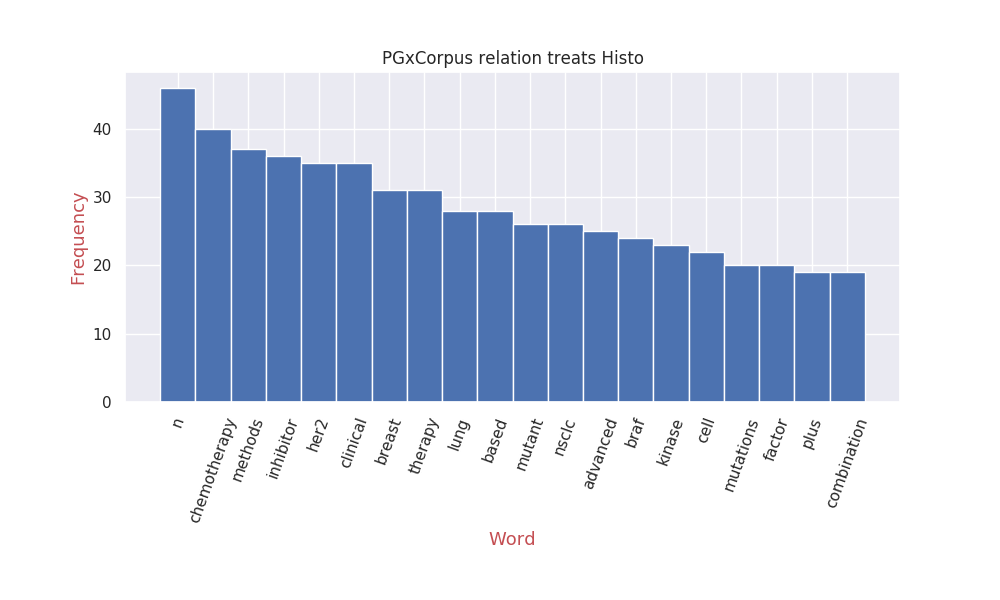 PGxCorpus relation treats Histo
Frequency
40
30
20
10
0
n
chemotherapy
methods
inhibitor
her2
clinical
breast
therapy
lung
based
mutant
nsclc
advanced
braf
kinase
cell
mutations
factor
plus
combination
Word